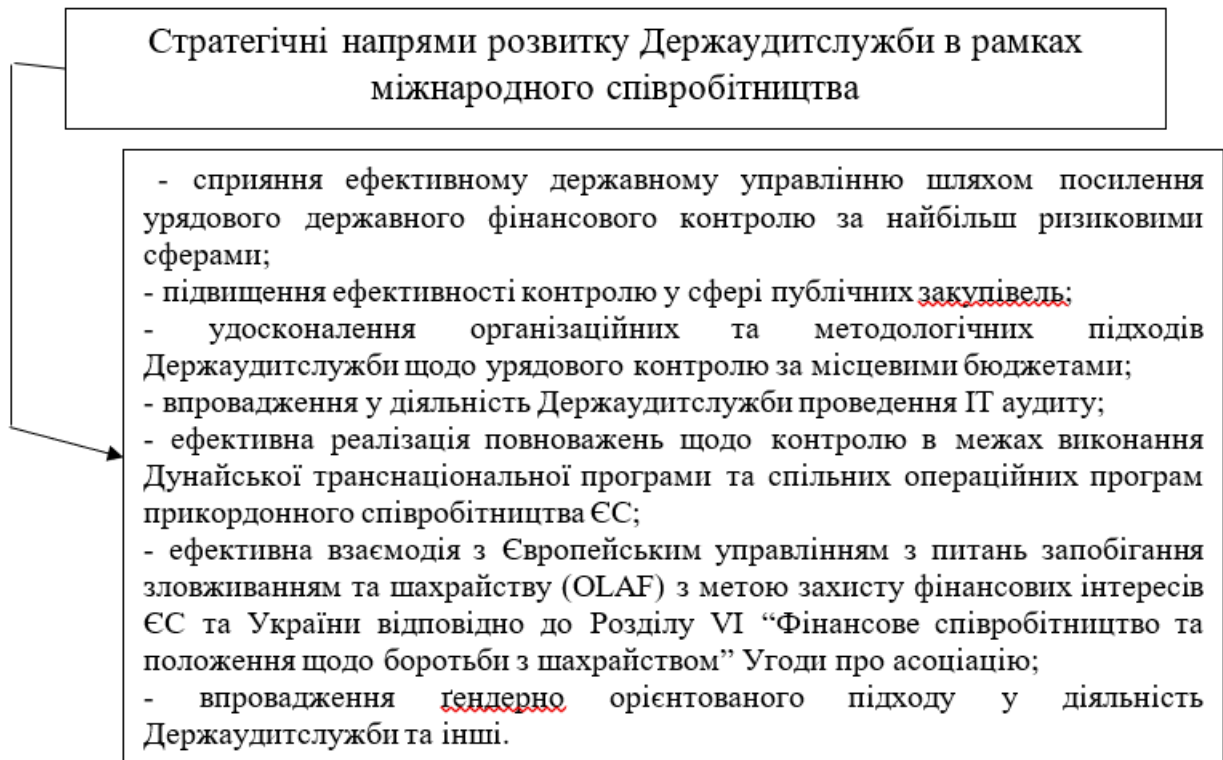 Стратегічні напрями розвитку Держаудитслужби в рамках
міжнародного співробітництва
- сприяння ефективному державному управлінню шляхом посилення
урядового державного фінансового контролю за найбільш ризиковими
сферами;
- підвищення ефективності контролю у сфері публічних закупівель;
- удосконалення організаційних та методологічних підходів
Держаудитслужби щодо урядового контролю за місцевими бюджетами;
- впровадження у діяльність Держаудитслужби проведення ІТ аудиту;
- ефективна реалізація повноважень щодо контролю в межах виконання
Дунайської транснаціональної програми та спільних операційних програм
прикордонного співробітництва ЄС;
- ефективна взаємодія з Європейським управлінням з питань запобігання
зловживанням та шахрайству (OLAF) з метою захисту фінансових інтересів
ЄС та України відповідно до Розділу VI “Фінансове співробітництво та
положення щодо боротьби з шахрайством” Угоди про асоціацію;
- впровадження ґендерно орієнтованого підходу у діяльність
Держаудитслужби та інші.